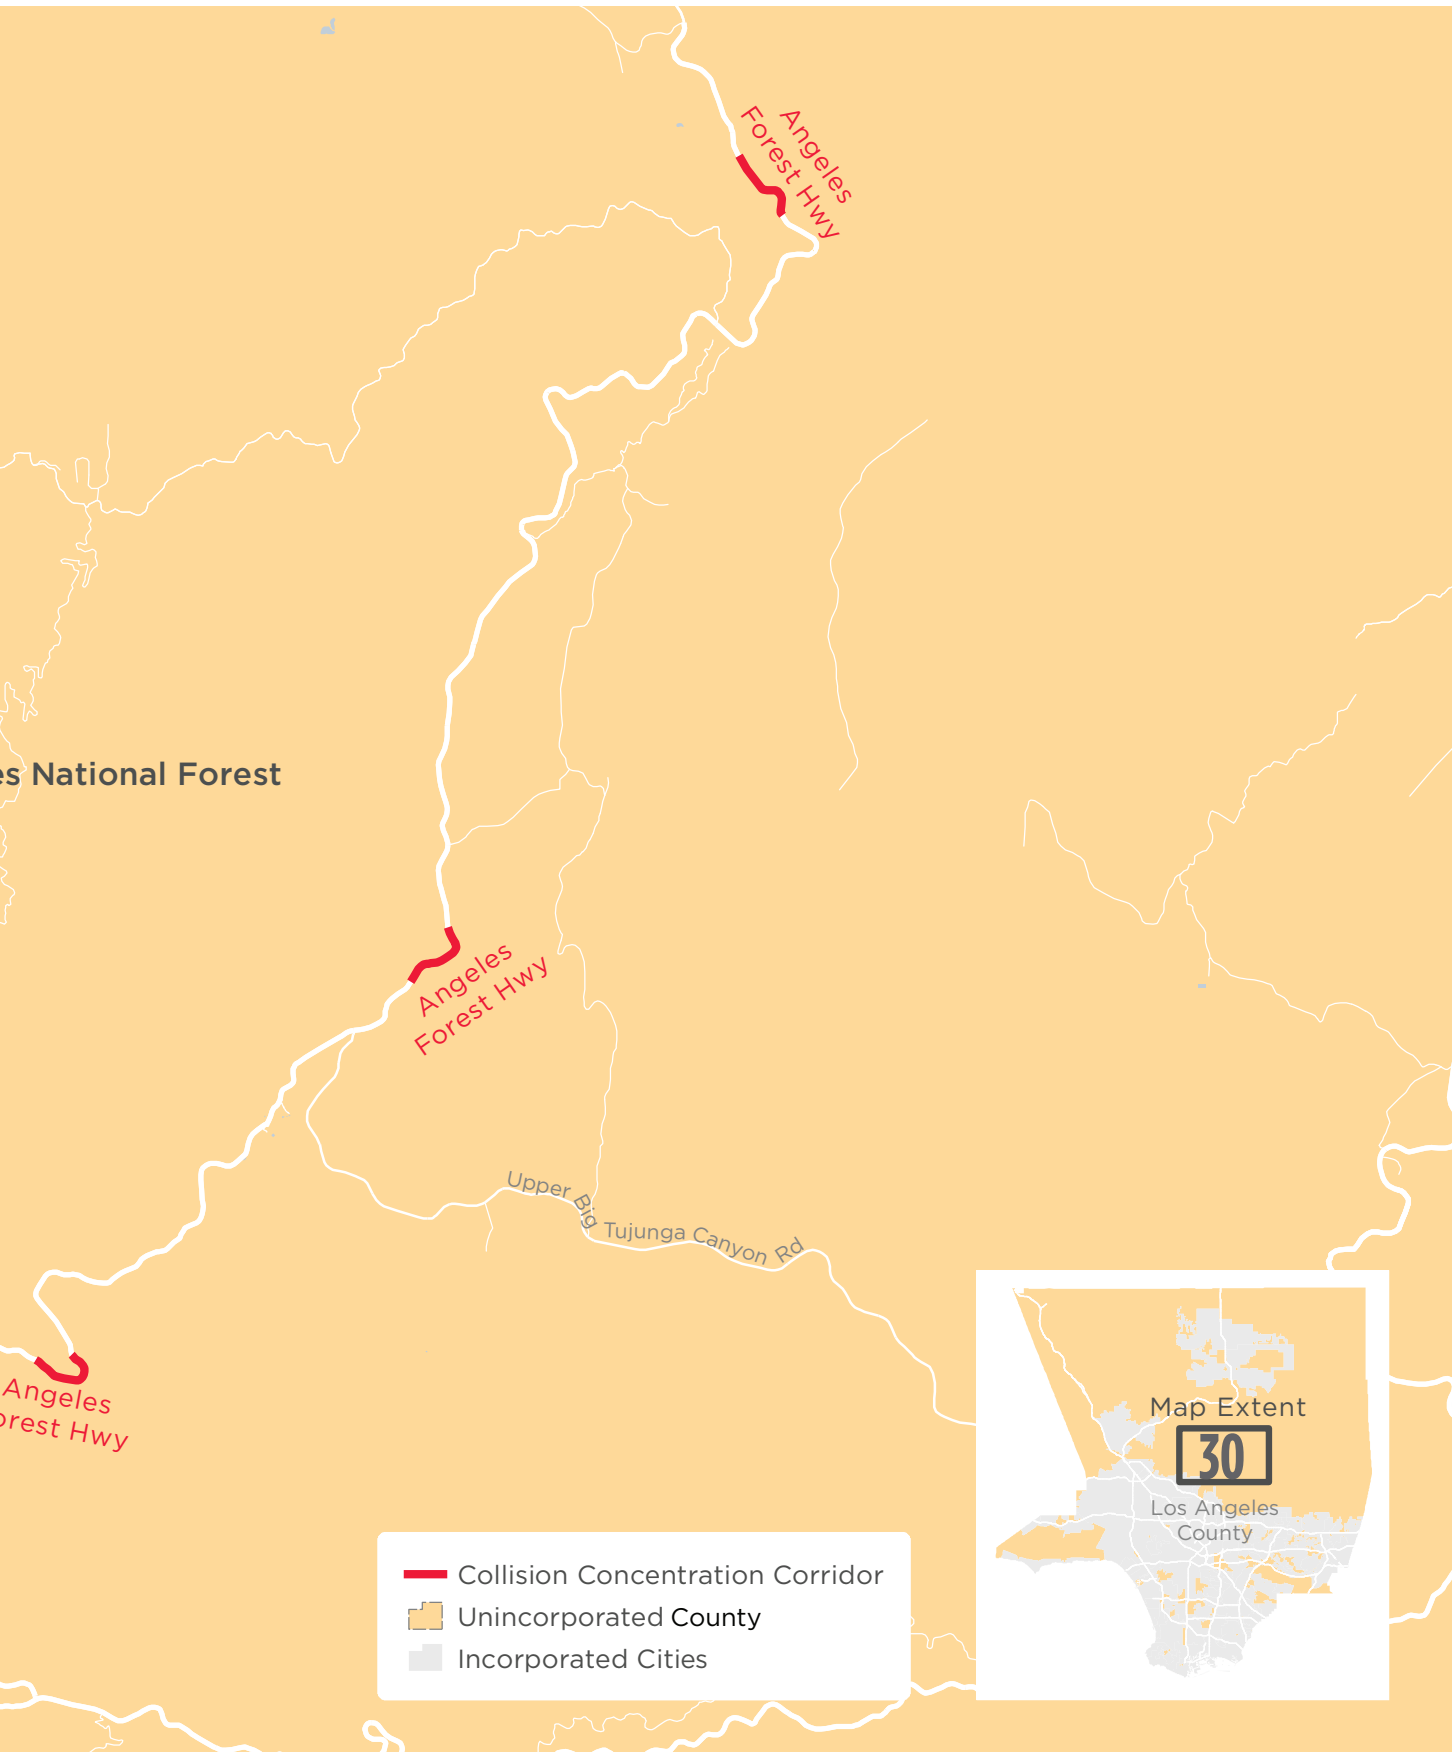 Angeles
Forest Hwy
es National Forest
Angeles
Forest Hwy
Upper Big Tujunga Canyon Rd
Angeles
orest Hwy
Map Extent
30
Los Angeles
County
Collision Concentration Corridor
Unincorporated County
Incorporated Cities